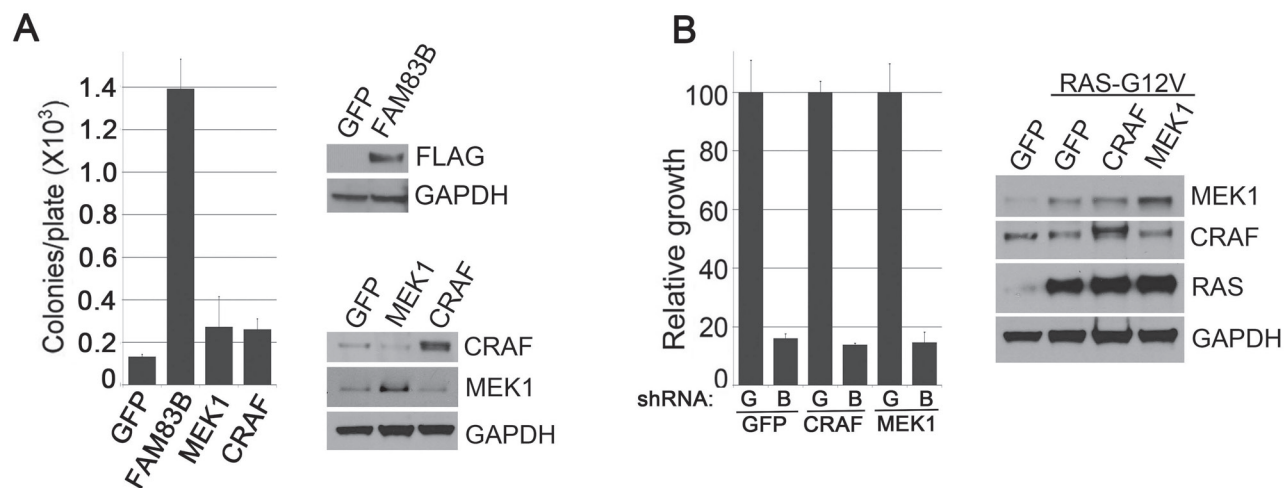 A
Colonies/plate (X10³)
1.4
1.2
1.0
0.8
0.6
0.4
0.2
0
GFP
FAM83B
MEK1
CRAF
GFP
FAM83B
FLAG
GAPDH
GFP
MEK1
CRAF
CRAF
MEK1
GAPDH
B
Relative growth
100
80
60
40
20
0
shRNA: G B G B G B
GFP CRAF MEK1
RAS-G12V
GFP
GFP
CRAF
MEK1
MEK1
CRAF
RAS
GAPDH